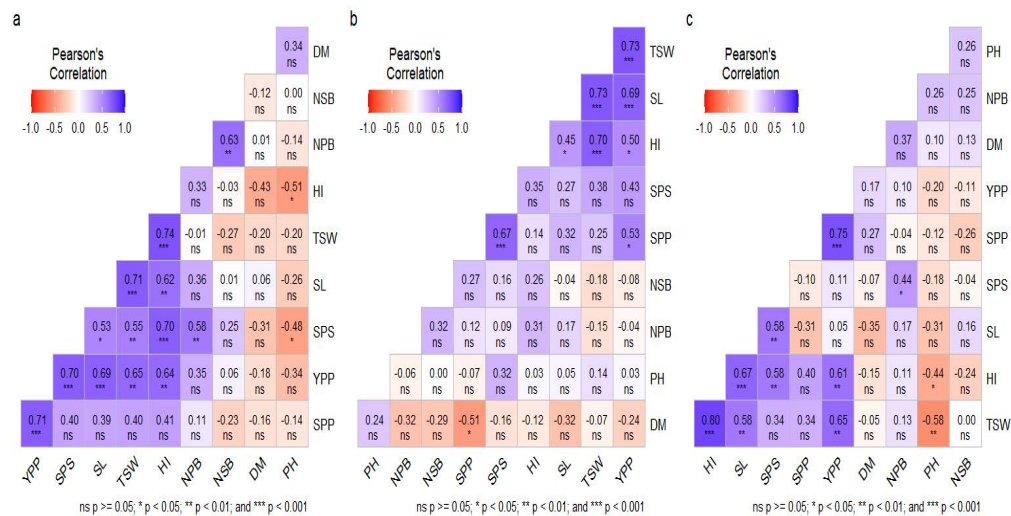 a
Pearson's
Correlation
-1.0 -0.5 0.0 0.5 1.0
0.34 DM
ns
-0.12 0.00 NSB
ns ns
0.63 0.01 -0.14 NPB
** ns ns
0.33 -0.03 -0.43 -0.51 HI
ns ns ns *
0.74 -0.01 -0.27 -0.20 -0.20 TSW
*** ns ns ns ns
0.71 0.62 0.36 0.01 0.06 -0.26 SL
*** ** ns ns ns ns
0.53 0.55 0.70 0.58 0.25 -0.31 -0.48 SPS
* ** *** ** ns ns *
0.70 0.69 0.65 0.64 0.35 0.06 -0.18 -0.34 YPP
*** *** ** ** ns ns ns ns
0.71 0.40 0.39 0.40 0.41 0.11 -0.23 -0.16 -0.14 SPP
*** ns ns ns ns ns ns ns ns
YPP SPS SL TSW HI NPB NSB DM PH
ns p >= 0.05; * p < 0.05; ** p < 0.01; and *** p < 0.001
b
Pearson's
Correlation
-1.0 -0.5 0.0 0.5 1.0
0.73 TSW
***
0.73 0.69 SL
*** ***
0.45 0.70 0.50 HI
* *** *
0.35 0.27 0.38 0.43 SPS
ns ns ns ns
0.67 0.14 0.32 0.25 0.53 SPP
*** ns ns ns *
0.27 0.16 0.26 -0.04 -0.18 -0.08 NSB
ns ns ns ns ns ns
0.32 0.12 0.09 0.31 0.17 -0.15 -0.04 NPB
ns ns ns ns ns ns ns
-0.06 0.00 -0.07 0.32 0.03 0.05 0.14 0.03 PH
ns ns ns ns ns ns ns ns
0.24 -0.32 -0.29 -0.51 -0.16 -0.12 -0.32 -0.07 -0.24 DM
ns ns ns * ns ns ns ns ns
PH NPB NSB SPP SPS HI SL TSW YPP
ns p >= 0.05; * p < 0.05; ** p < 0.01; and *** p < 0.001
c
Pearson's
Correlation
-1.0 -0.5 0.0 0.5 1.0
0.26 PH
ns
0.26 0.25 NPB
ns ns
0.37 0.10 0.13 DM
ns ns ns
0.17 0.10 -0.20 -0.11 YPP
ns ns ns ns
0.75 0.27 -0.04 -0.12 -0.26 SPP
*** ns ns ns ns
-0.10 0.11 -0.07 0.44 -0.18 -0.04 SPS
ns ns ns * ns ns
0.58 -0.31 0.05 -0.35 0.17 -0.31 0.16 SL
** ns ns ns ns ns ns
0.67 0.58 0.40 0.61 -0.15 0.11 -0.44 -0.24 HI
*** ** ns ** ns ns * ns
0.80 0.58 0.34 0.34 0.65 -0.05 0.13 -0.58 0.00 TSW
*** ** ns ns ** ns ns ** ns
HI SL SPS SPP YPP DM NPB PH NSB
ns p >= 0.05; * p < 0.05; ** p < 0.01; and *** p < 0.001